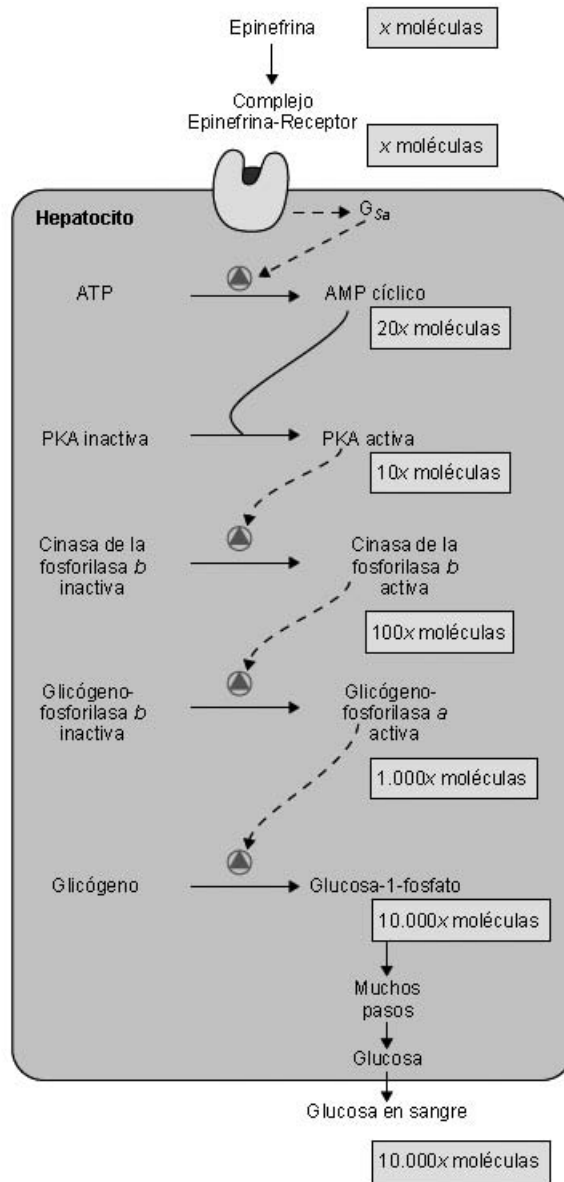 Epinefrina
x moléculas
Complejo
Epinefrina-Receptor
x moléculas
Hepatocito
GSa
ATP
AMP cíclico
20x moléculas
PKA inactiva
PKA activa
10x moléculas
Cinasa de la
fosforilasa b
inactiva
Cinasa de la
fosforilasa b
activa
100x moléculas
Glicógeno-
fosforilasa b
inactiva
Glicógeno-
fosforilasa a
activa
1.000x moléculas
Glicógeno
Glucosa-1-fosfato
10.000x moléculas
Muchos
pasos
Glucosa
Glucosa en sangre
10.000x moléculas